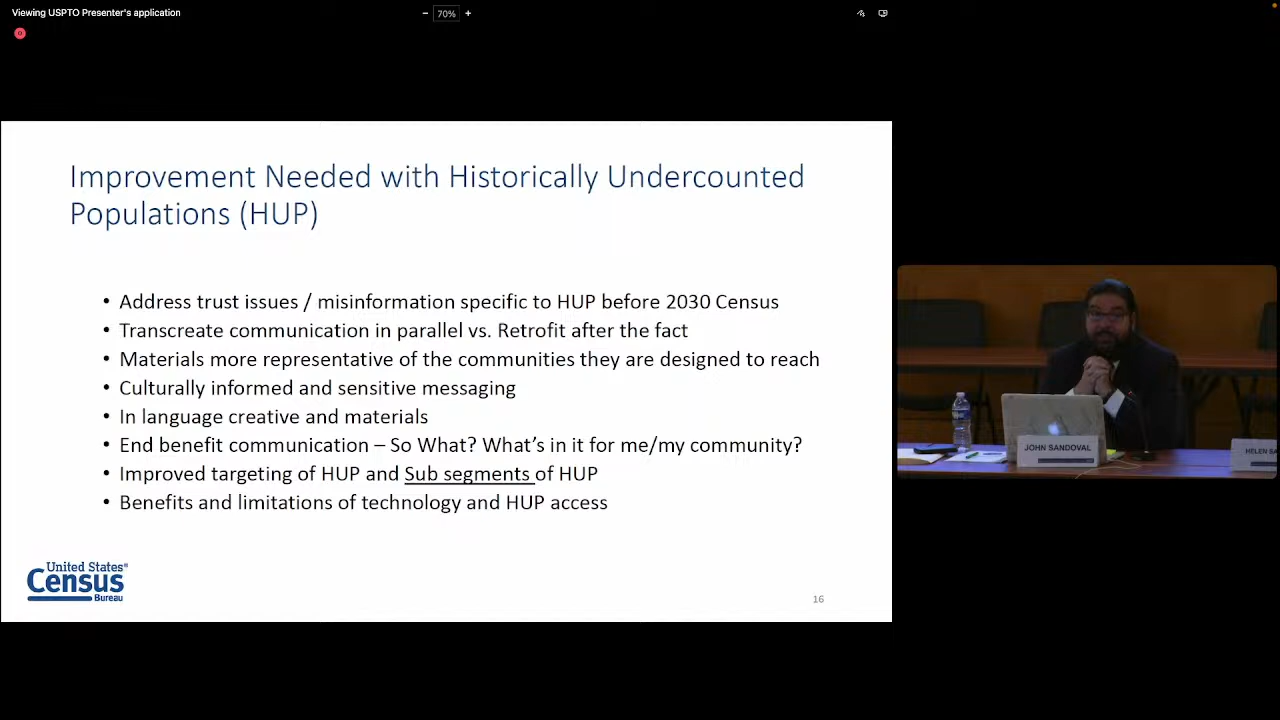 Viewing USPTO Presenter's application
− 70% +
Improvement Needed with Historically Undercounted
Populations (HUP)
• Address trust issues / misinformation specific to HUP before 2030 Census
• Transcreate communication in parallel vs. Retrofit after the fact
• Materials more representative of the communities they are designed to reach
• Culturally informed and sensitive messaging
• In language creative and materials
• End benefit communication – So What? What's in it for me/my community?
• Improved targeting of HUP and Sub segments of HUP
• Benefits and limitations of technology and HUP access
United States®
Census
Bureau
16
JOHN SANDOVAL
HELEN